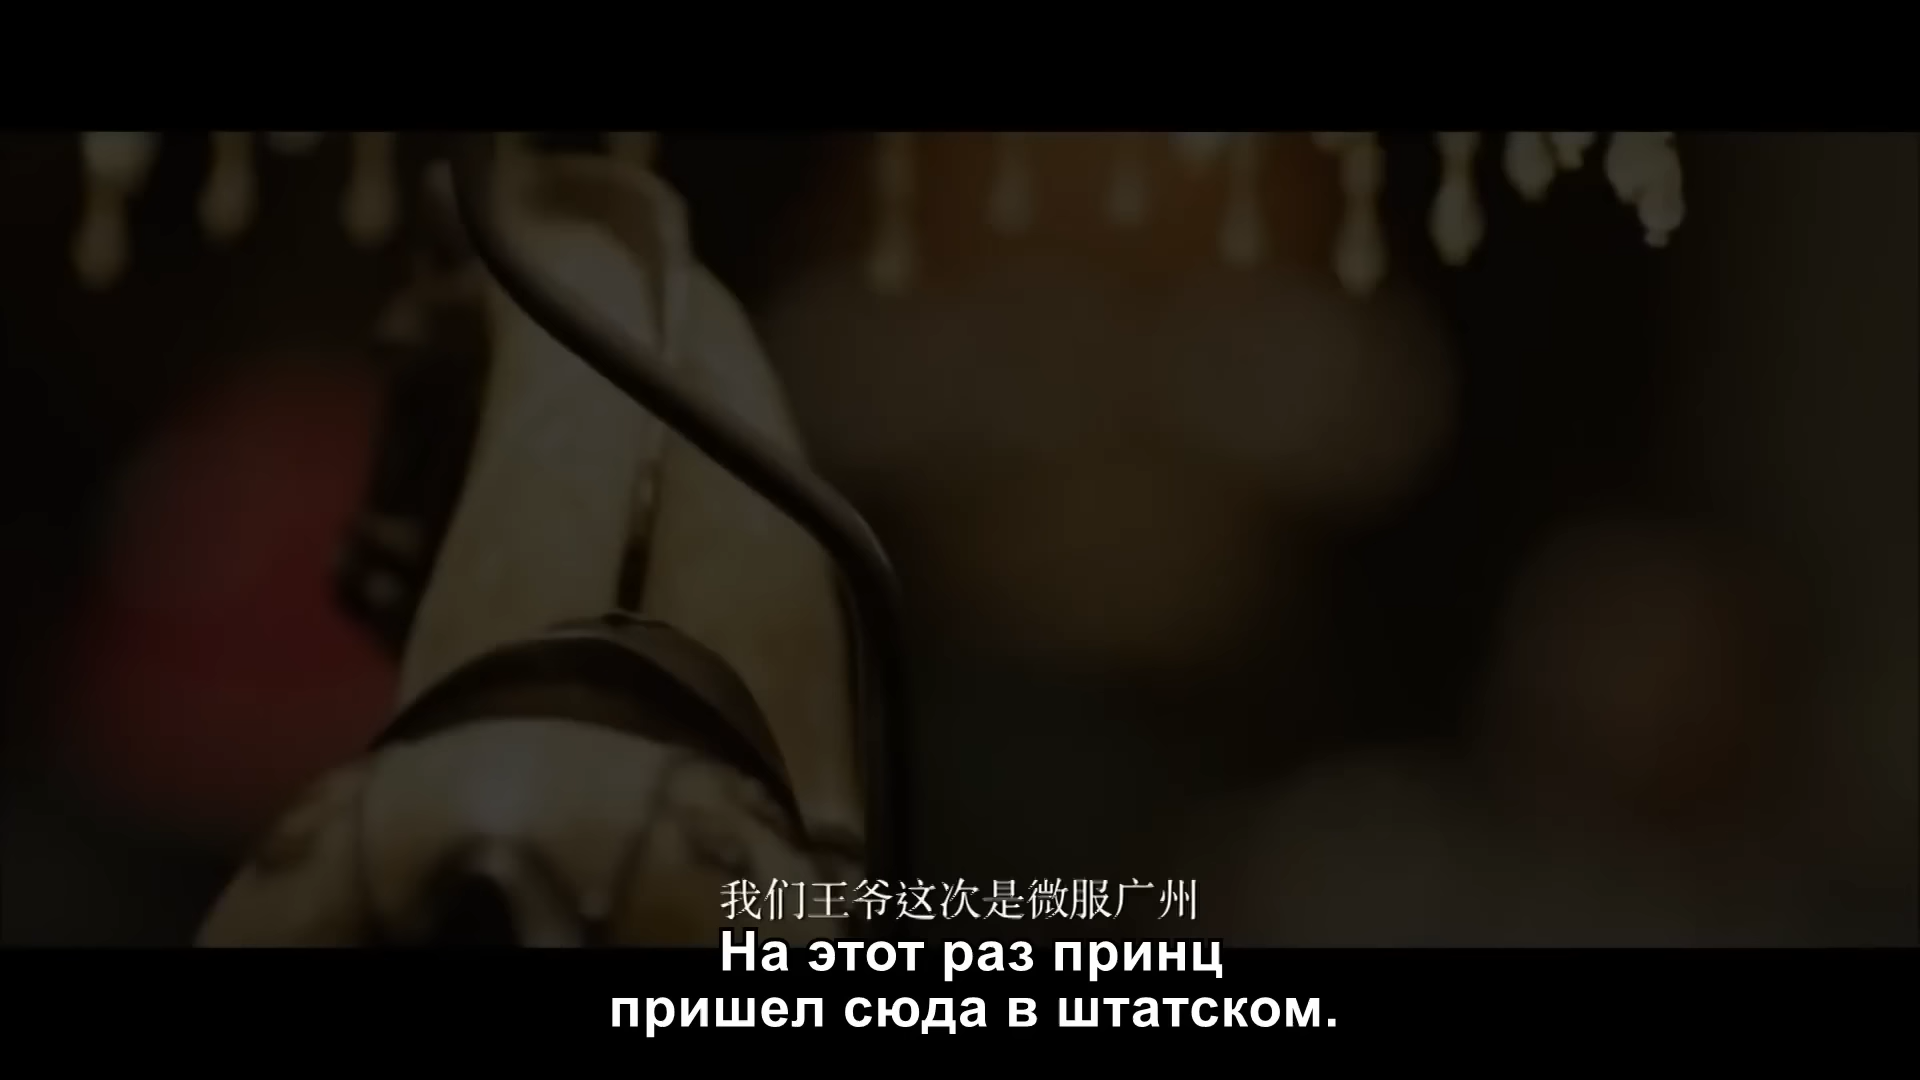 我们王爷这次是微服广州
На этот раз принц
пришел сюда в штатском.